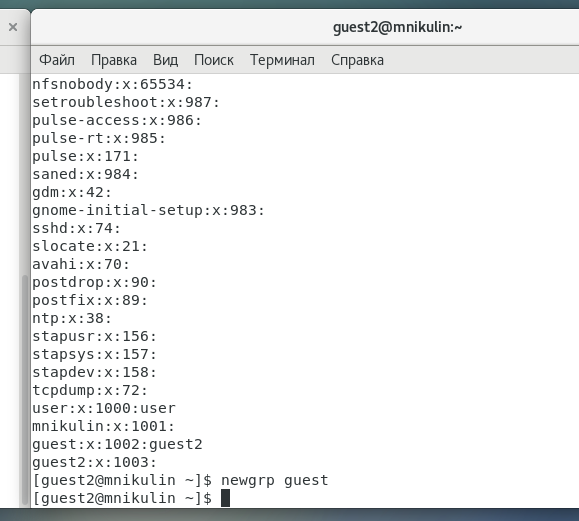 guest2@mnikulin:~
Файл Правка Вид Поиск Терминал Справка
nfsnobody:x:65534:
setroubleshoot:x:987:
pulse-access:x:986:
pulse-rt:x:985:
pulse:x:171:
saned:x:984:
gdm:x:42:
gnome-initial-setup:x:983:
sshd:x:74:
slocate:x:21:
avahi:x:70:
postdrop:x:90:
postfix:x:89:
ntp:x:38:
stapusr:x:156:
stapsys:x:157:
stapdev:x:158:
tcpdump:x:72:
user:x:1000:user
mnikulin:x:1001:
guest:x:1002:guest2
guest2:x:1003:
[guest2@mnikulin ~]$ newgrp guest
[guest2@mnikulin ~]$